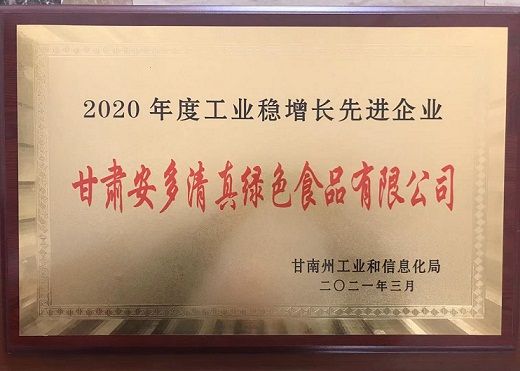 2020 年度工业稳增长先进企业
甘肃安多清真绿色食品有限公司
甘南州工业和信息化局
二〇二一年三月